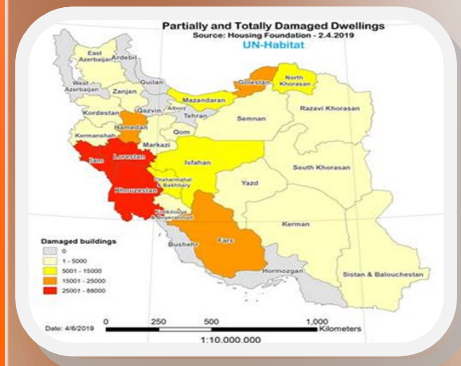 Partially and Totally Damaged Dwellings
Source: Housing Foundation - 2.4.2019
UN-Habitat
East
Azerbaijan
Ardebil
West
Azerbaijan
Guilan
Zanjan
Golestan
North
Khorasan
Mazandaran
Kordestan
Qazvin
Alborz
Tehran
Semnan
Razavi Khorasan
Hamedan
Kermanshah
Markazi
Qom
Ilam
Lorestan
Isfahan
South Khorasan
Chaharmahal
& Bakhtiary
Yazd
Khouzestan
Kerman
Fars
Bushehr
Hormozgan
Sistan & Balouchestan
Damaged buildings
0
1 - 5000
5001 - 15000
15001 - 25000
25001 - 88000
Date: 4/6/2019
0 250 500 1,000
Kilometers
1:10.000.000